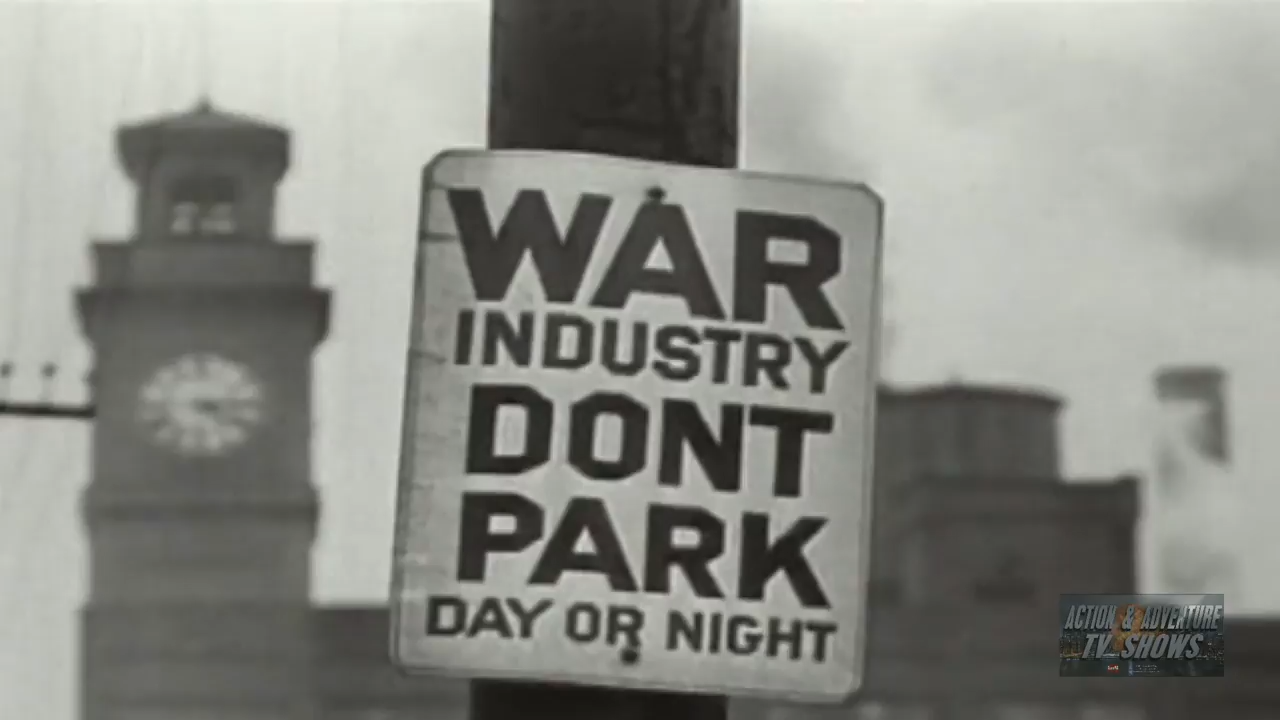 WAR
INDUSTRY
DONT
PARK
DAY OR NIGHT
ACTION & ADVENTURE
TV SHOWS